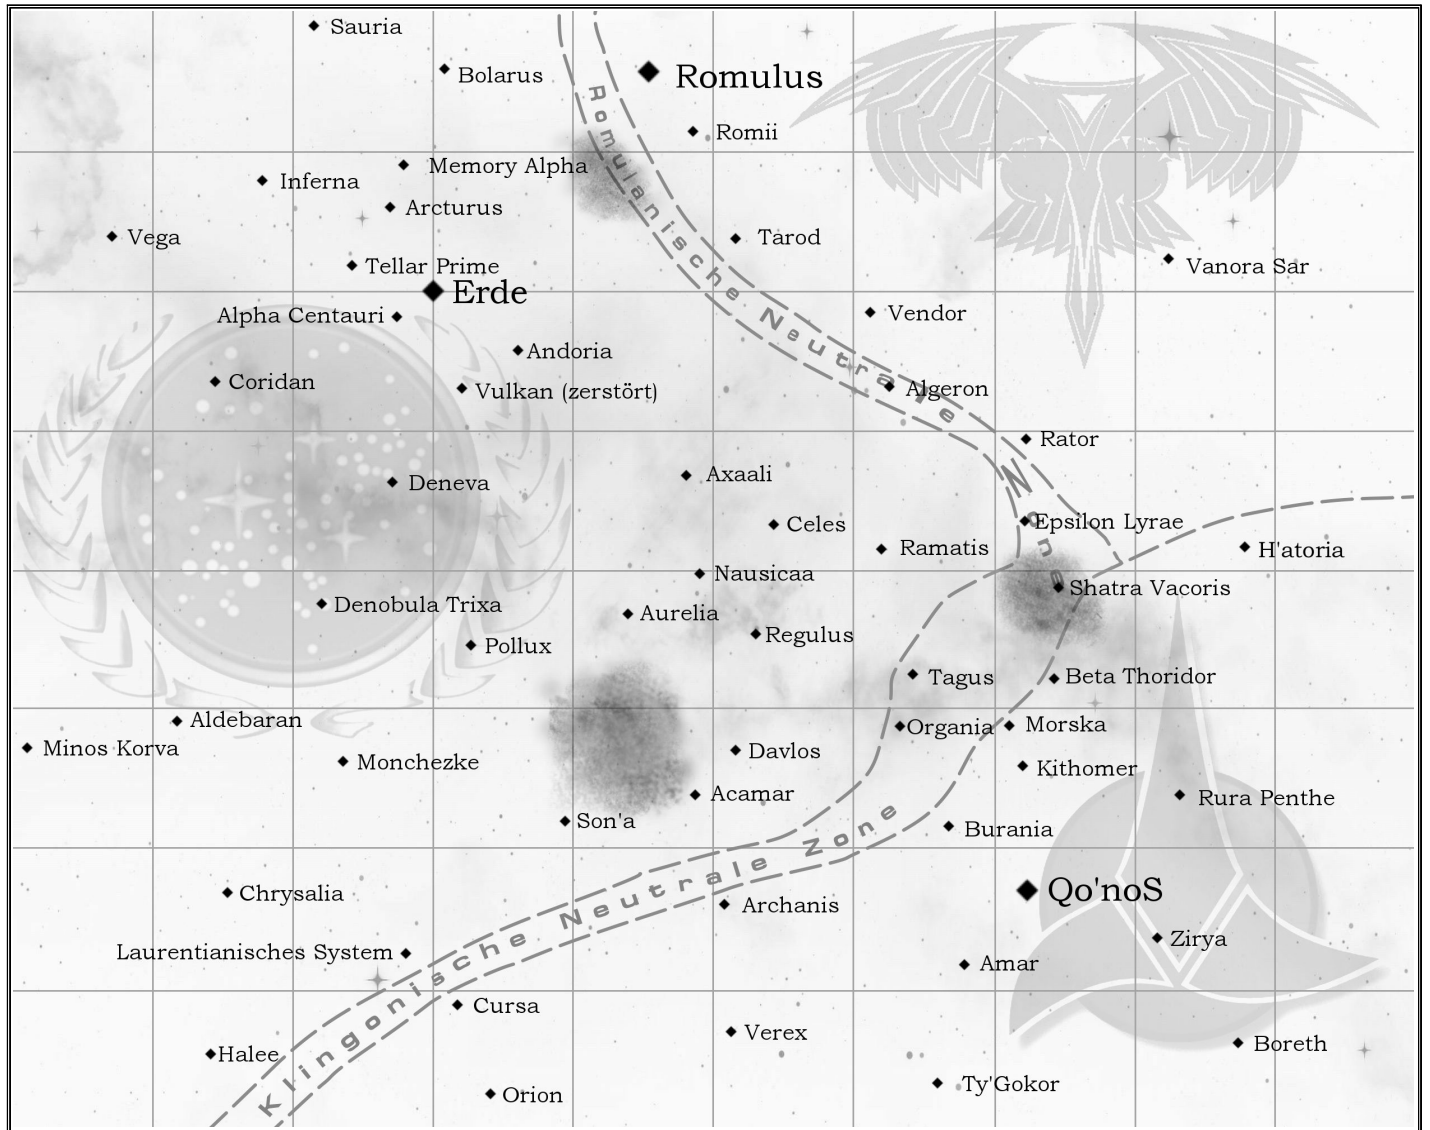 Sauria
Bolarus
Romulus
Romii
Memory Alpha
Inferna
Arcturus
Vega
Tarod
Tellar Prime
Vanora Sar
Erde
Alpha Centauri
Vendor
Andoria
Coridan
Vulkan (zerstört)
Algeron
Romulanische Neutrale Zone
Rator
Axaali
Deneva
Celes
Epsilon Lyrae
Ramatis
H'atoria
Nausicaa
Shatra Vacoris
Denobula Trixa
Aurelia
Regulus
Pollux
Tagus
Beta Thoridor
Aldebaran
Organia
Morska
Minos Korva
Davlos
Monchezke
Kithomer
Acamar
Rura Penthe
Son'a
Burania
Klingonische Neutrale Zone
Chrysalia
Qo'noS
Archanis
Zirya
Laurentianisches System
Amar
Cursa
Verex
Boreth
Halee
Ty'Gokor
Orion